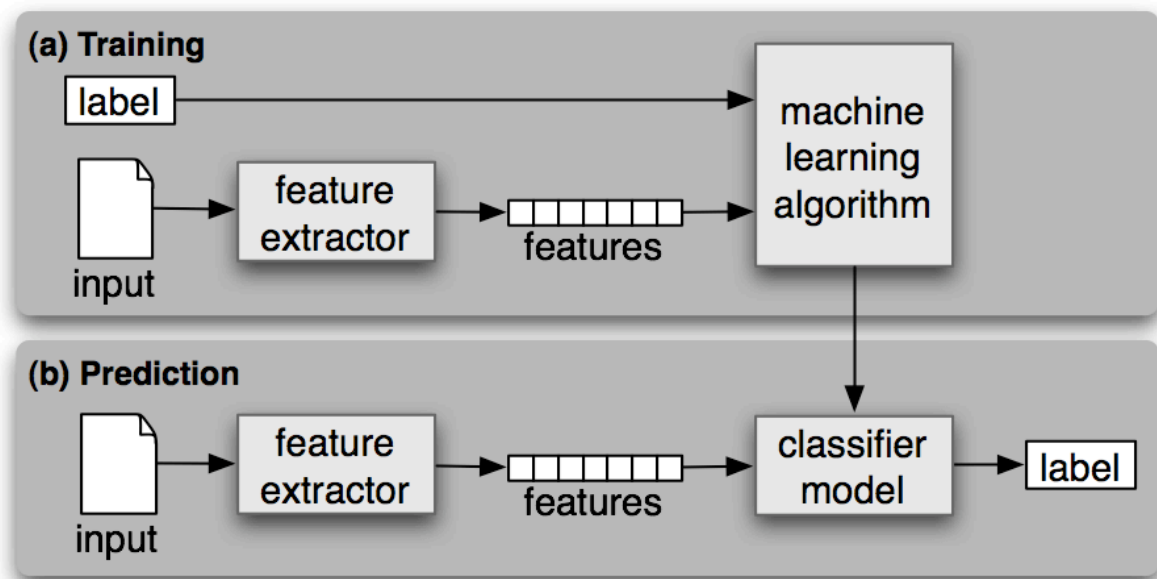 (a) Training
label
machine
learning
algorithm
feature
extractor
features
input
(b) Prediction
feature
extractor
features
classifier
model
label
input